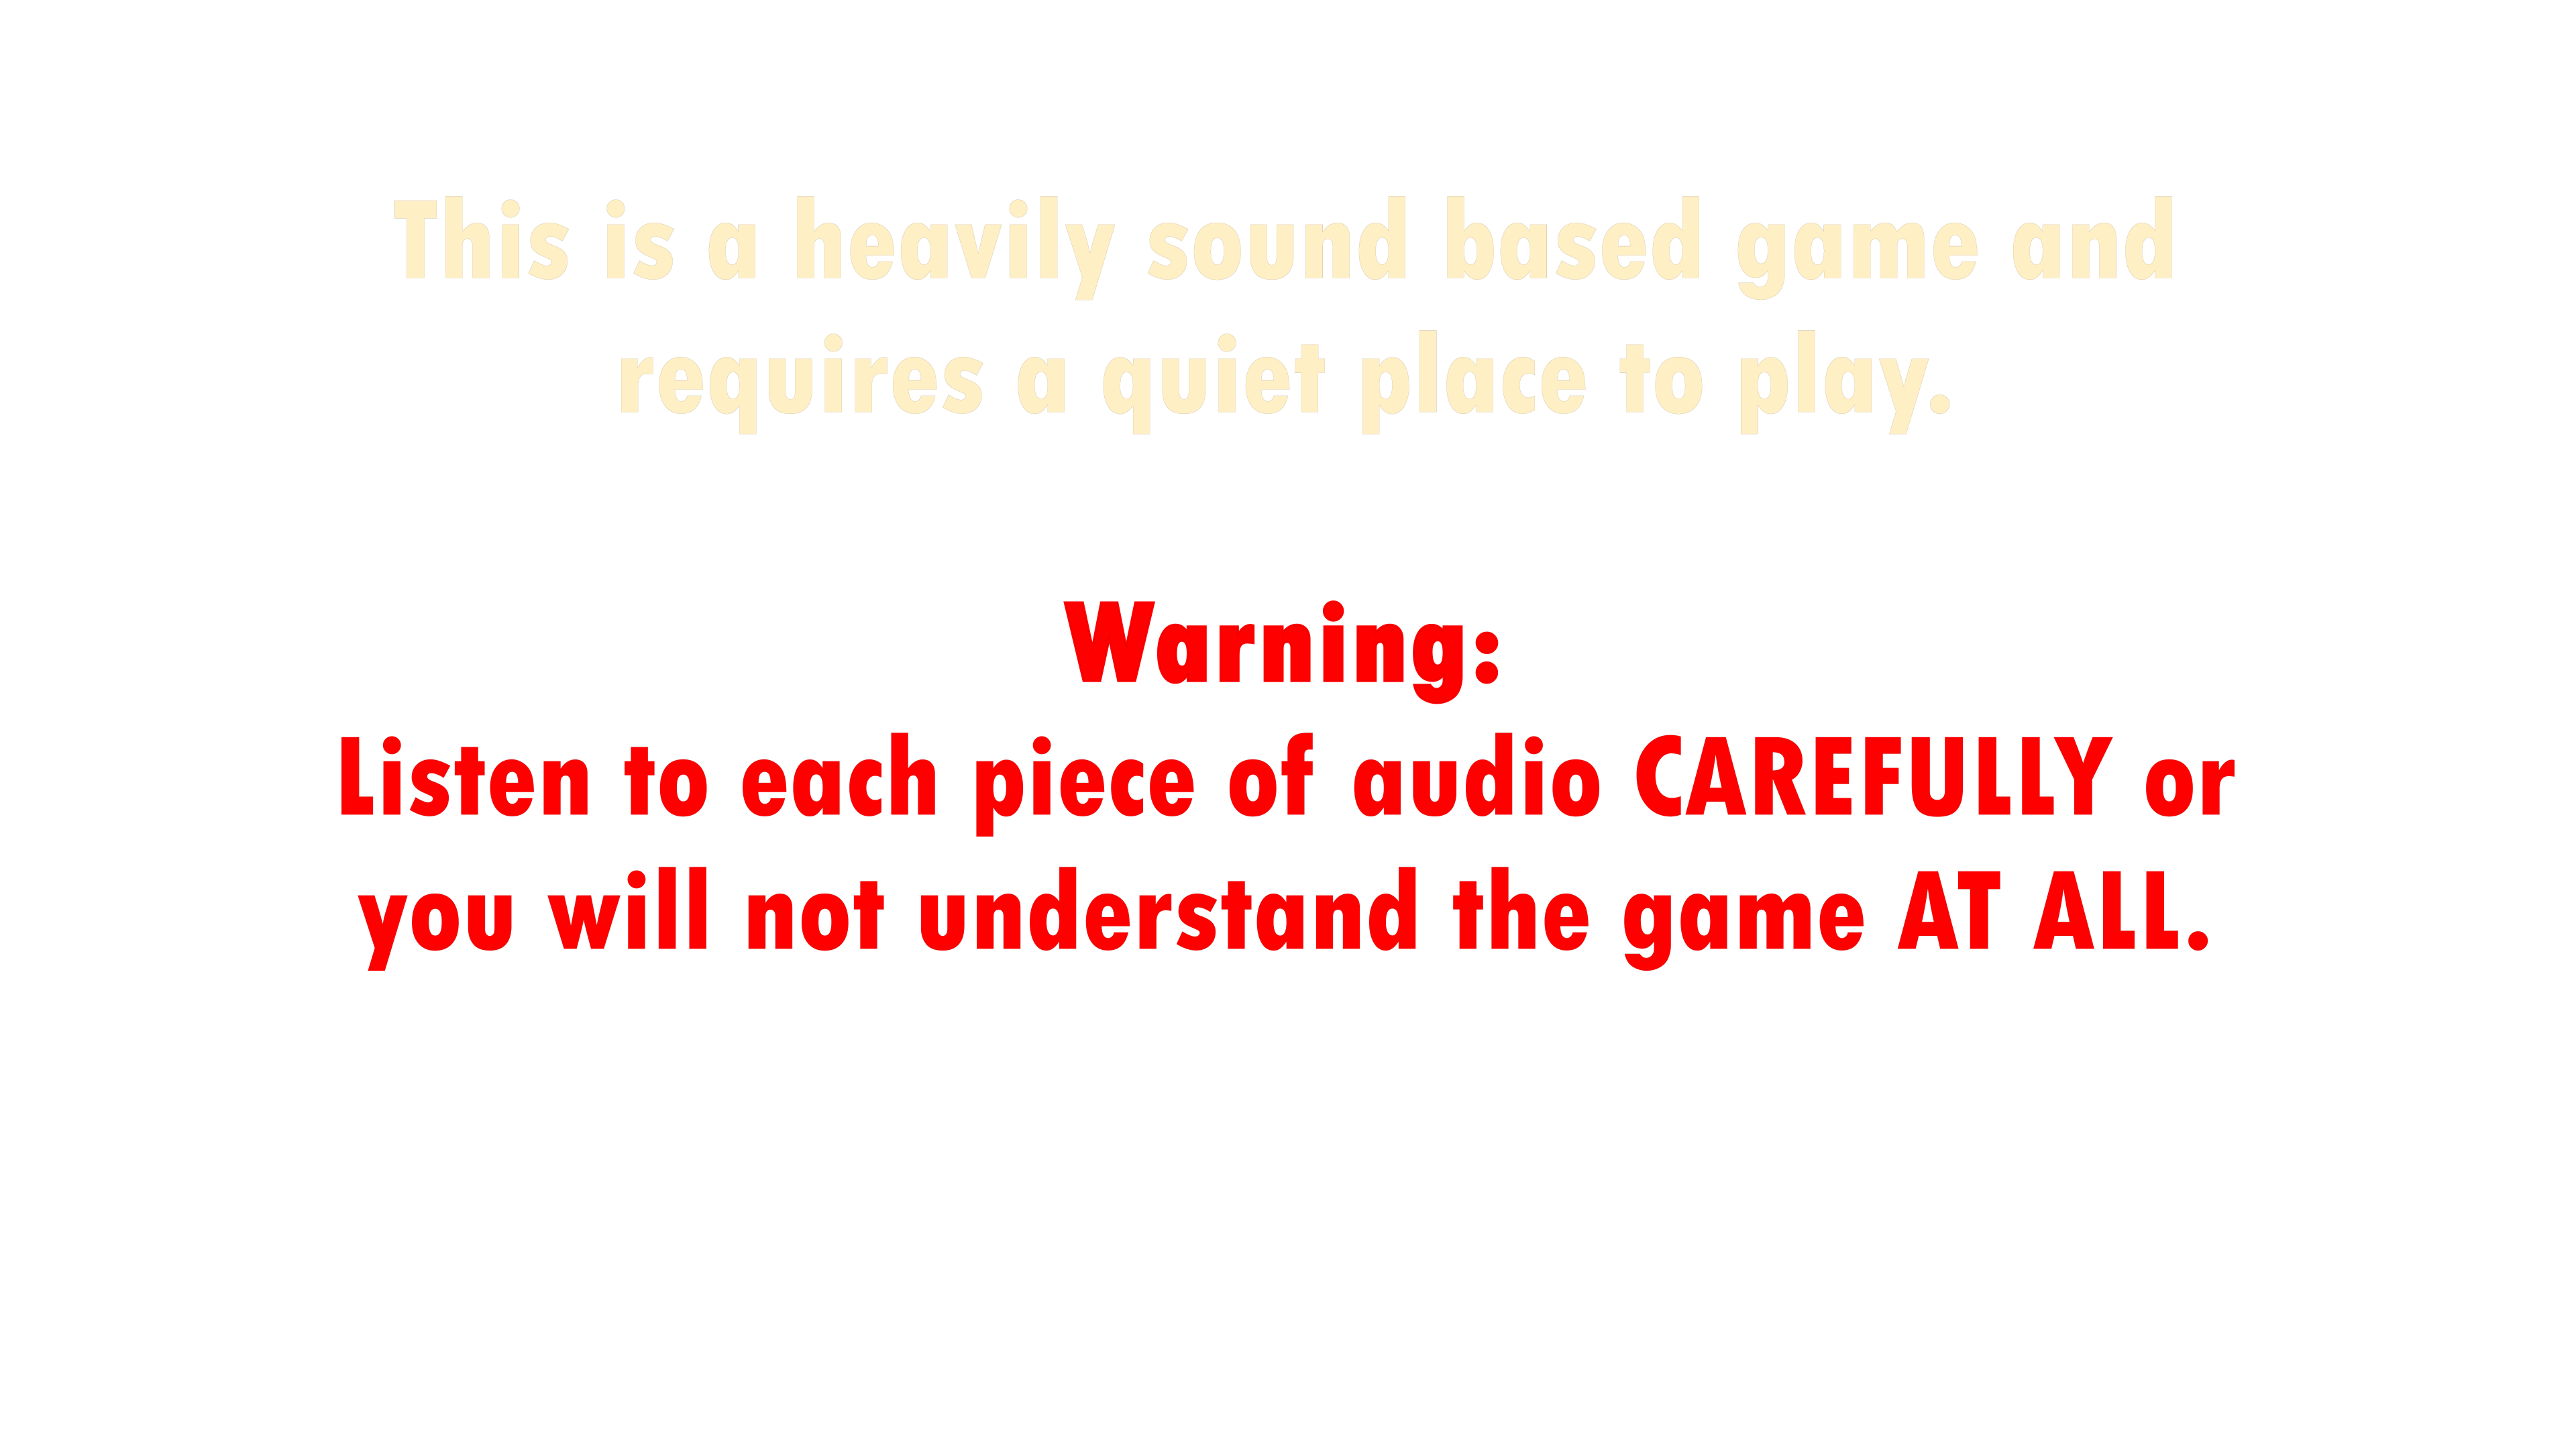 This is a heavily sound based game and
requires a quiet place to play.
Warning:
Listen to each piece of audio CAREFULLY or
you will not understand the game AT ALL.